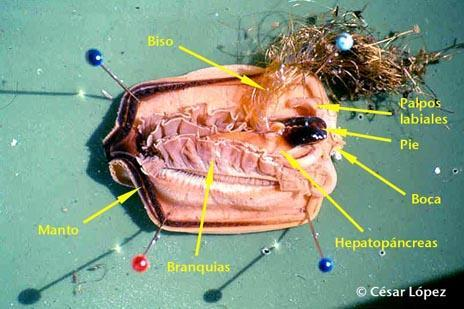 Biso
Palpos
labiales
Pie
Boca
Manto
Hepatopáncreas
Branquias
© César López